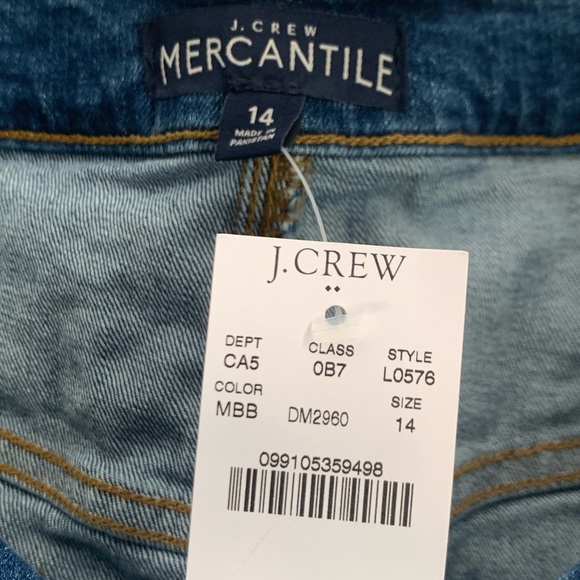 J. CREW
MERCANTILE
14
MADE IN
PAKISTAN
J.CREW
DEPT CLASS STYLE
CA5 0B7 L0576
COLOR SIZE
MBB DM2960 14
099105359498